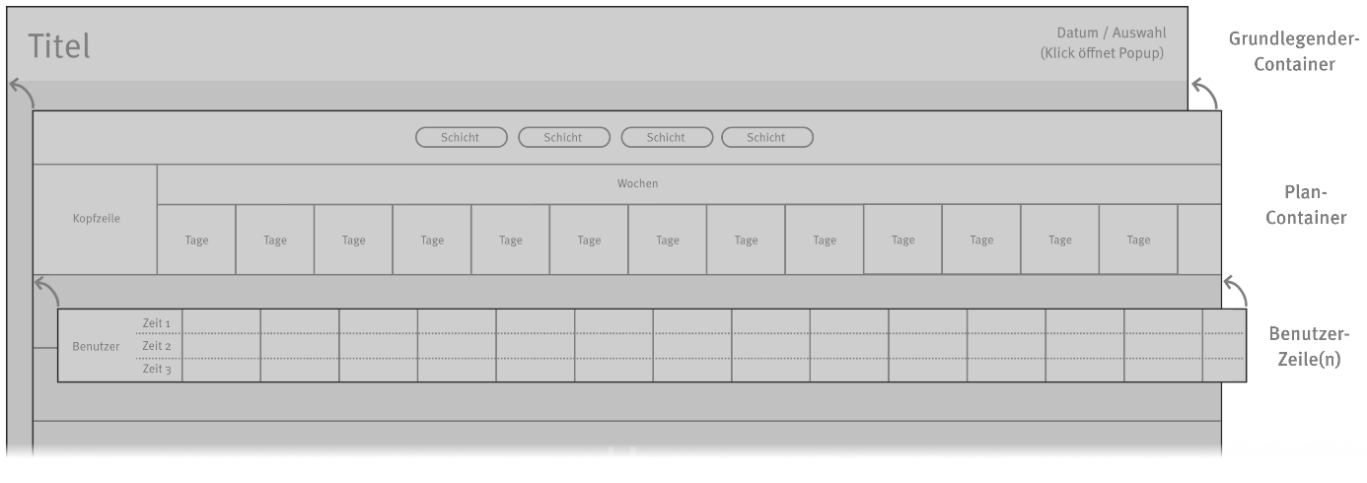 Titel
Datum / Auswahl
(Klick öffnet Popup)
Grundlegender-
Container
Schicht Schicht Schicht Schicht
Kopfzeile
Wochen
Tage Tage Tage Tage Tage Tage Tage Tage Tage Tage Tage Tage Tage
Plan-
Container
Benutzer
Zeit 1
Zeit 2
Zeit 3
Benutzer-
Zeile(n)